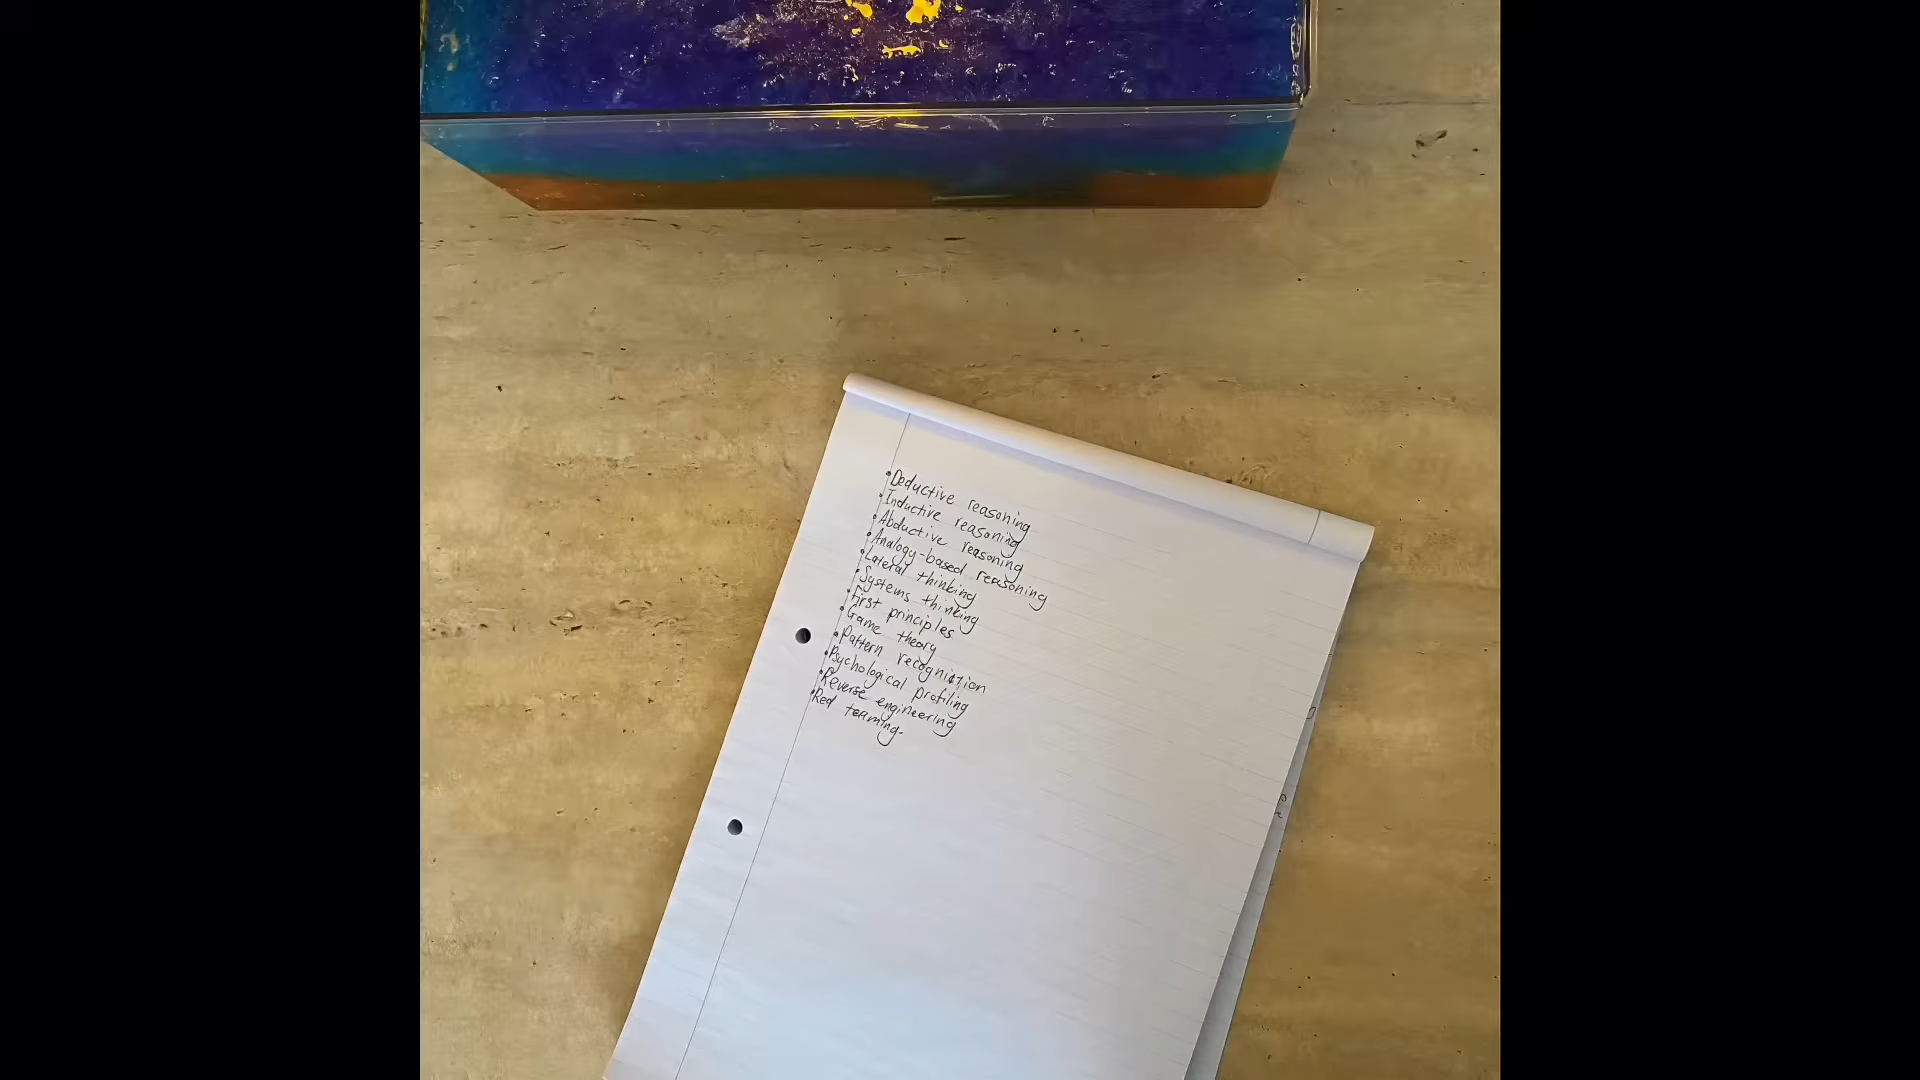 • Deductive reasoning
• Inductive reasoning
• Abductive reasoning
• Analogy-based reasoning
• Lateral thinking
• Systems thinking
• First principles
• Game theory
• Pattern recognition
• Psychological profiling
• Reverse engineering
• Red teaming.